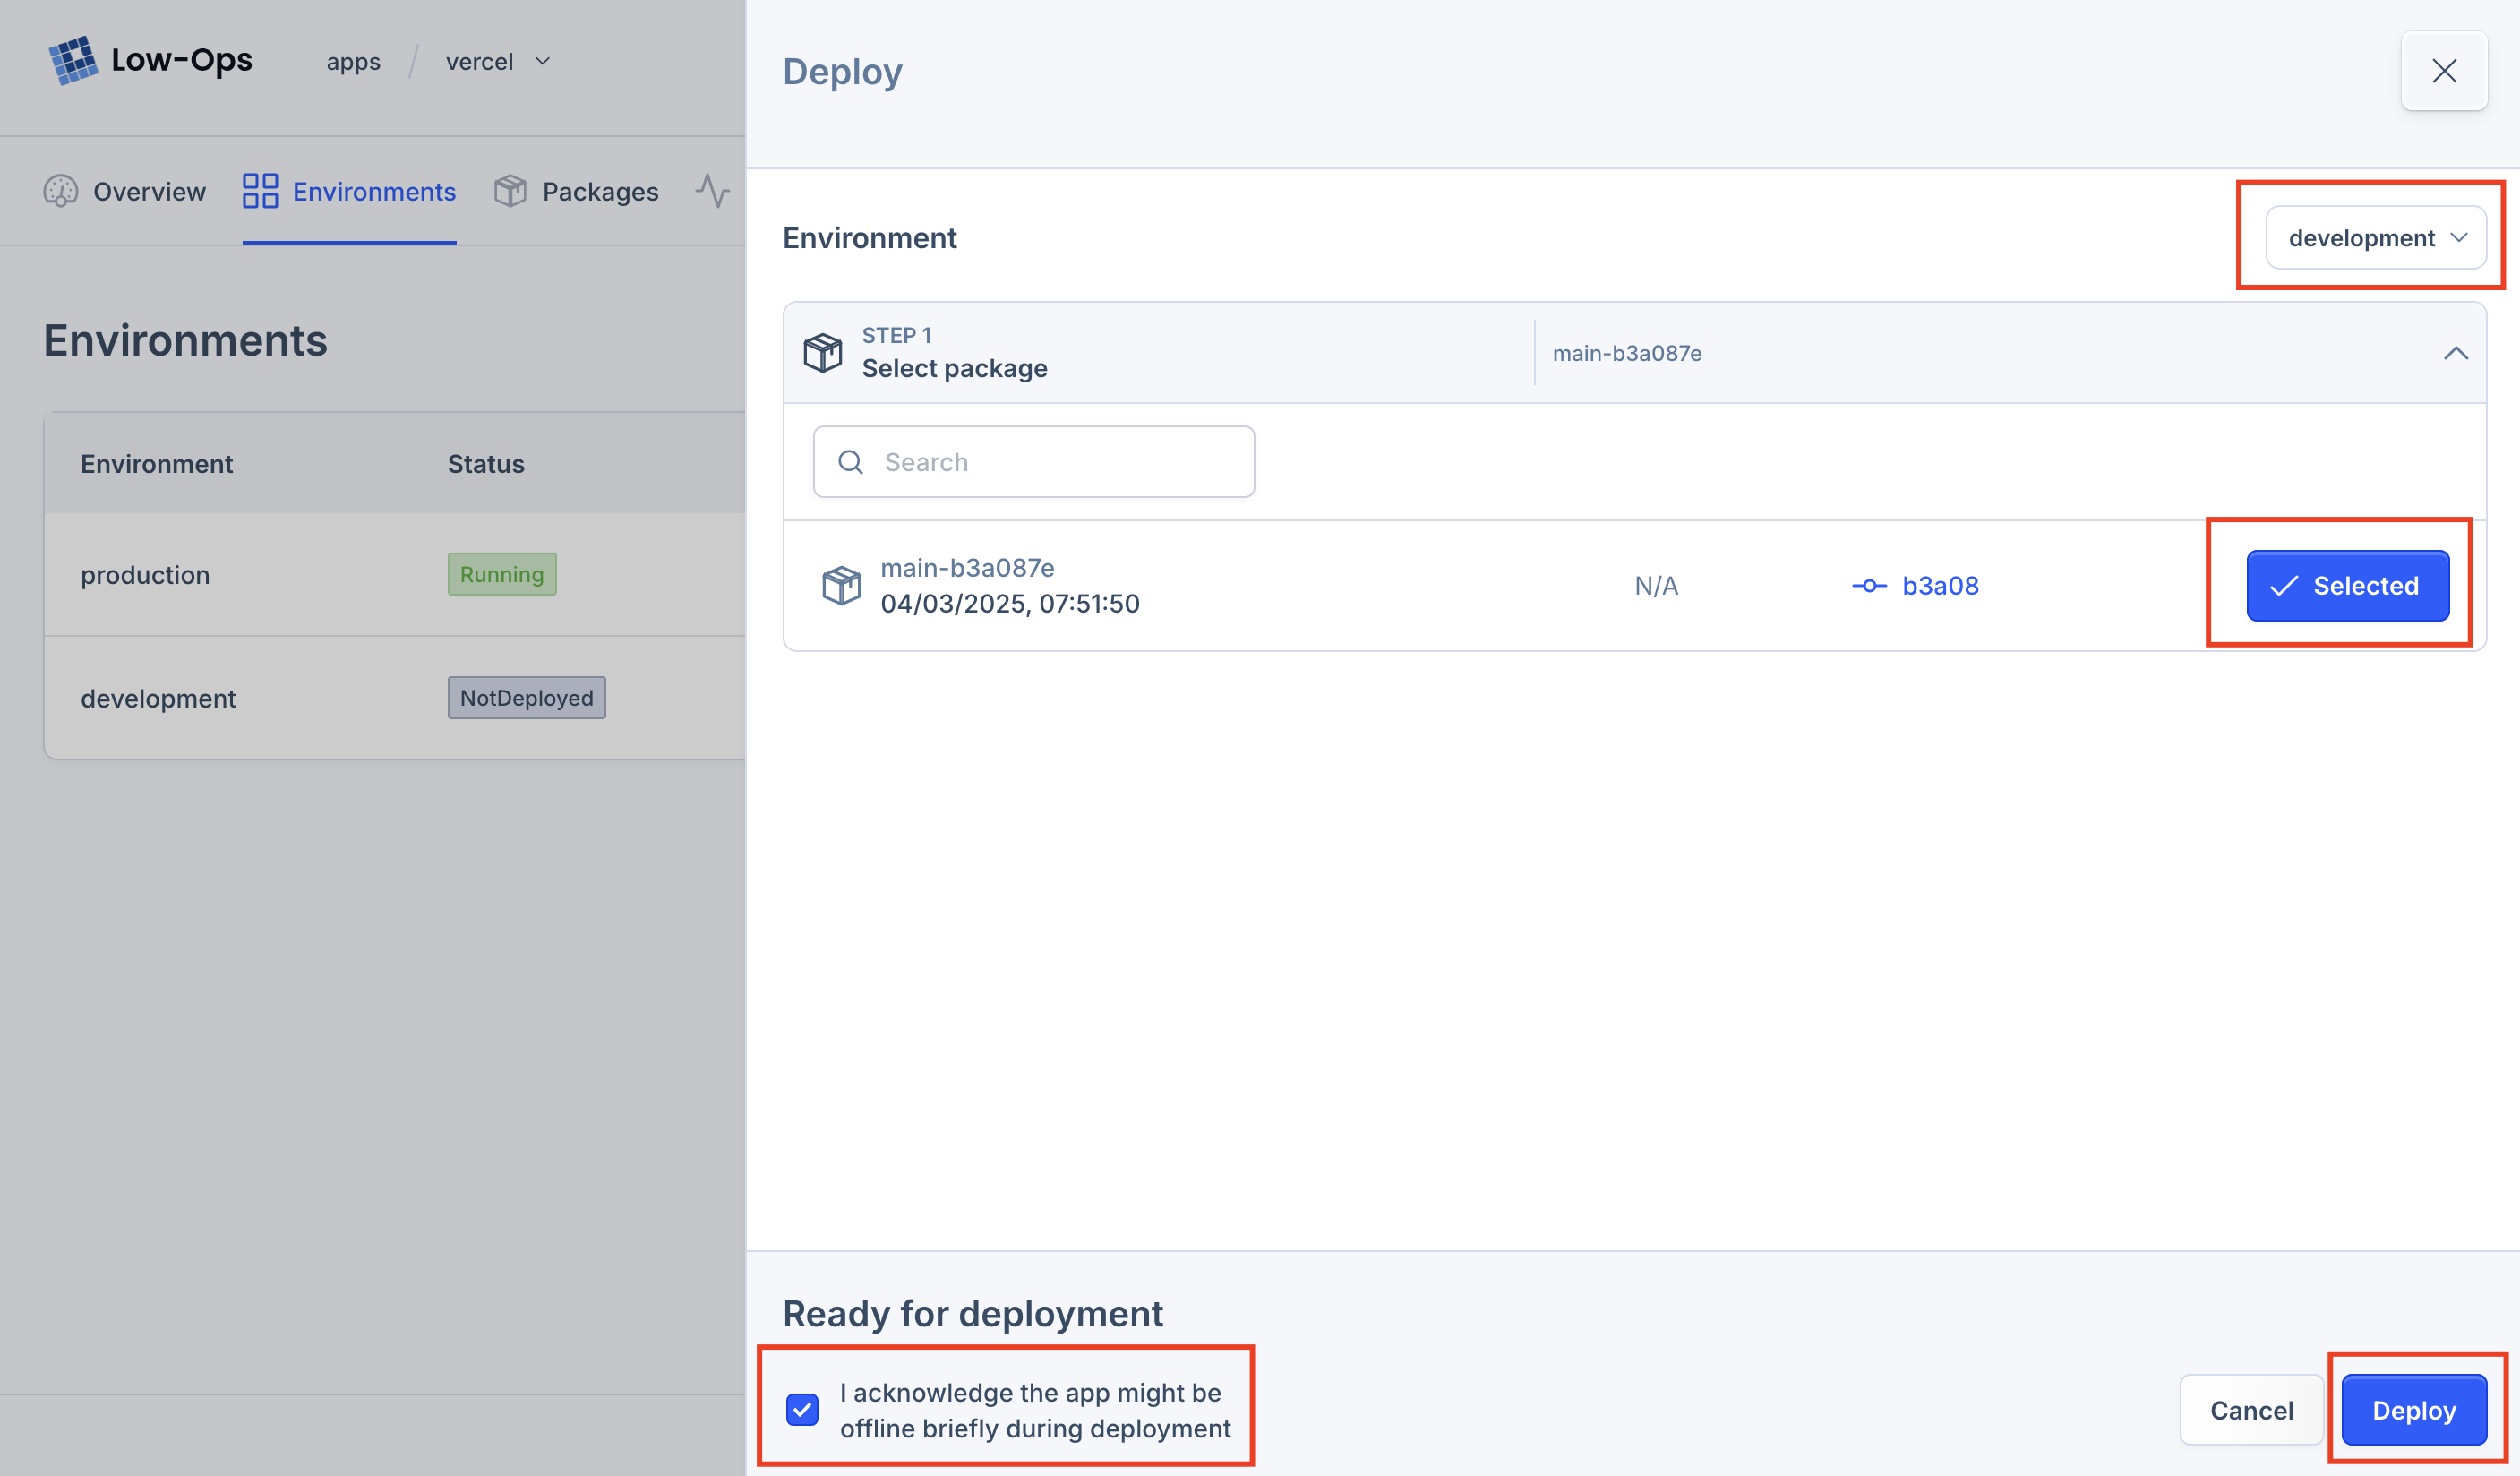 Low-Ops
apps / vercel
Overview
Environments
Packages
Environments
Environment Status
production Running
development NotDeployed
Deploy
Environment
development
STEP 1
Select package
main-b3a087e
Search
main-b3a087e
04/03/2025, 07:51:50
N/A
b3a08
Selected
Ready for deployment
I acknowledge the app might be
offline briefly during deployment
Cancel
Deploy